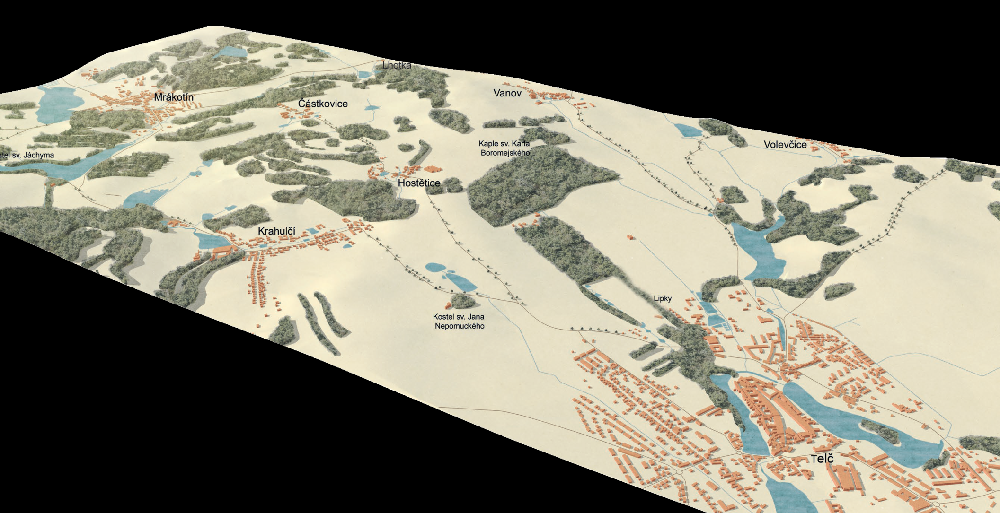 Lhotka
Vanov
Mrákotín
Částkovice
Kaple sv. Karla
Boromejského
Volevčice
stel sv. Jáchyma
Hostětice
Krahulčí
Lipky
Kostel sv. Jana
Nepomuckého
Telč